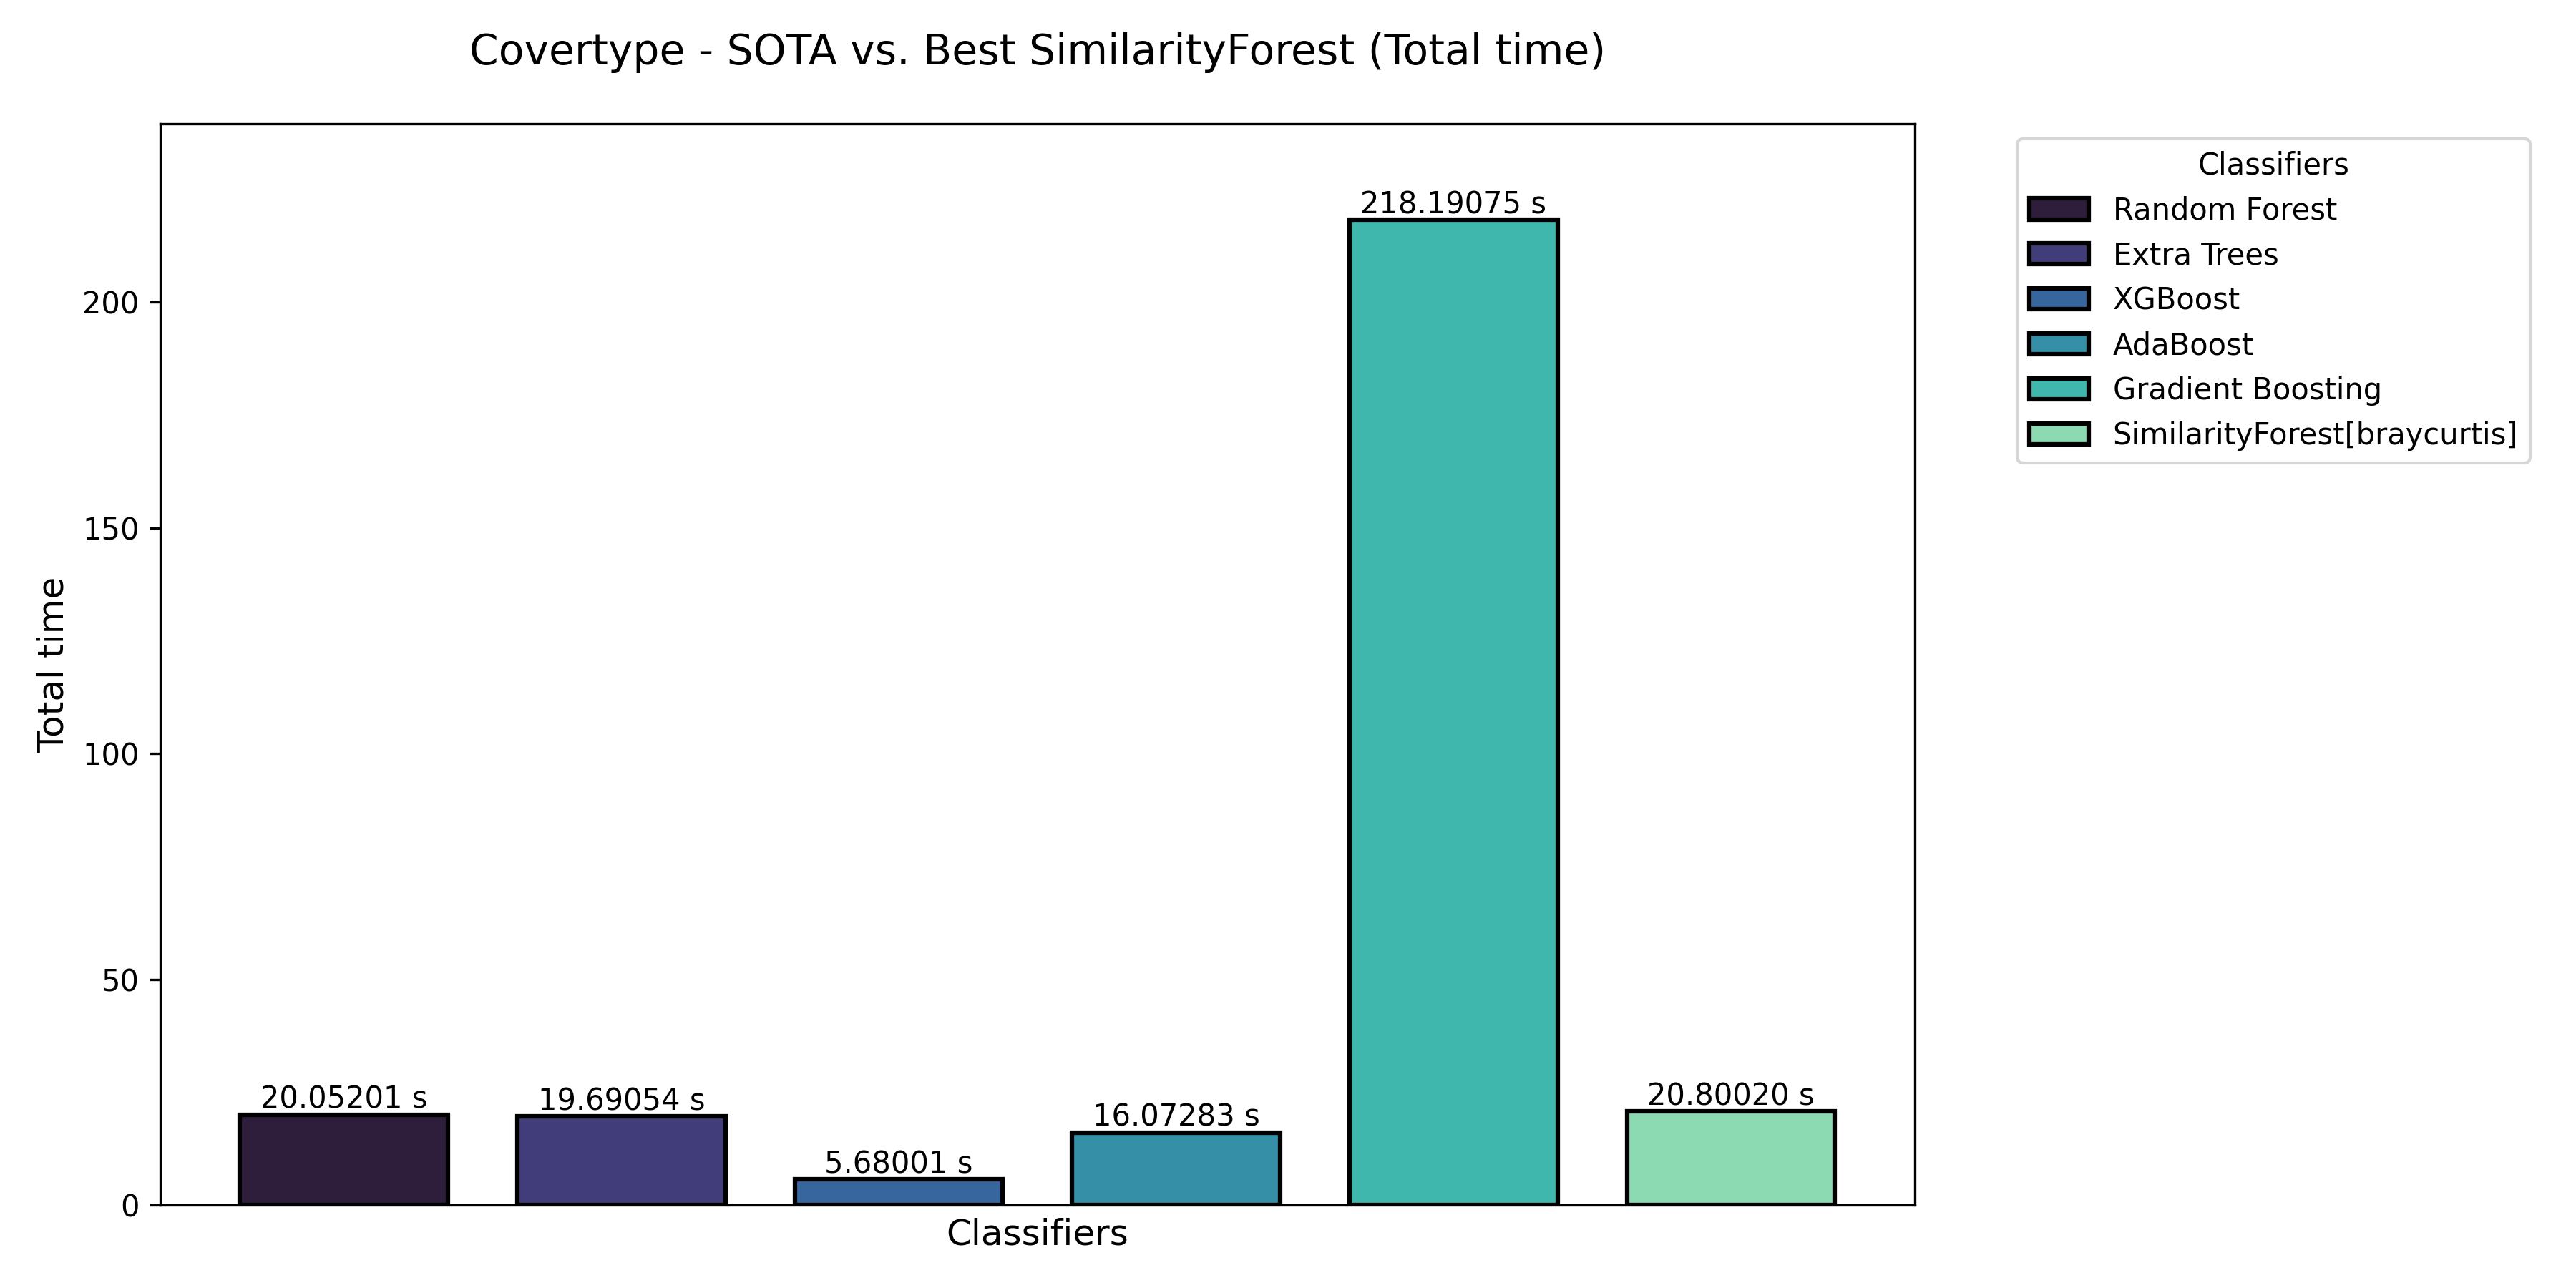 Covertype - SOTA vs. Best SimilarityForest (Total time)
Total time
200
150
100
50
0
20.05201 s
19.69054 s
5.68001 s
16.07283 s
218.19075 s
20.80020 s
Classifiers
Classifiers
Random Forest
Extra Trees
XGBoost
AdaBoost
Gradient Boosting
SimilarityForest[braycurtis]